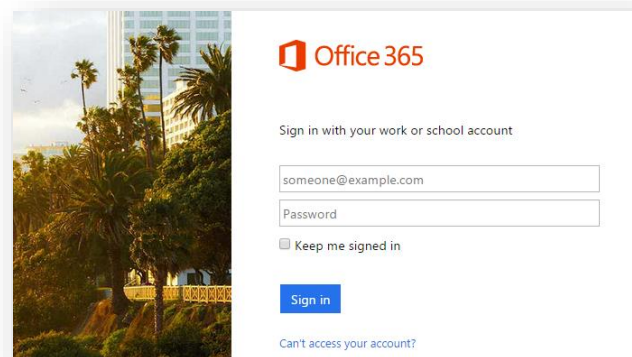 Office 365
Sign in with your work or school account
someone@example.com
Password
Keep me signed in
Sign in
Can't access your account?